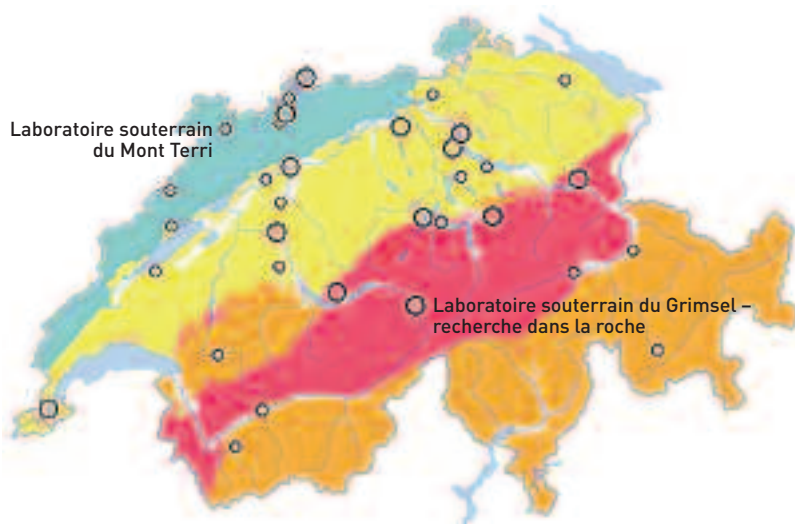 Laboratoire souterrain
du Mont Terri
Laboratoire souterrain du Grimsel –
recherche dans la roche